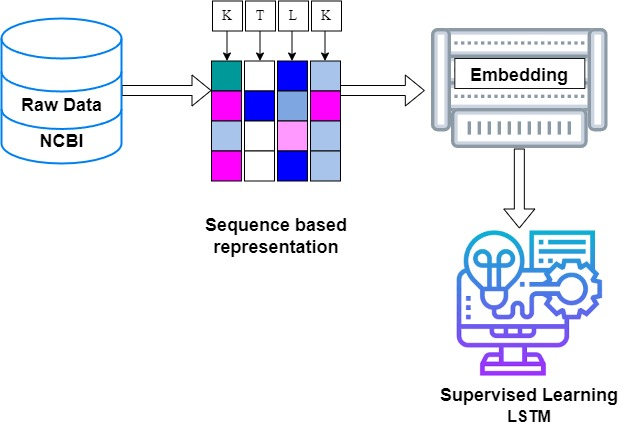 K T L K
Raw Data
NCBI
Embedding
Sequence based
representation
Supervised Learning
LSTM